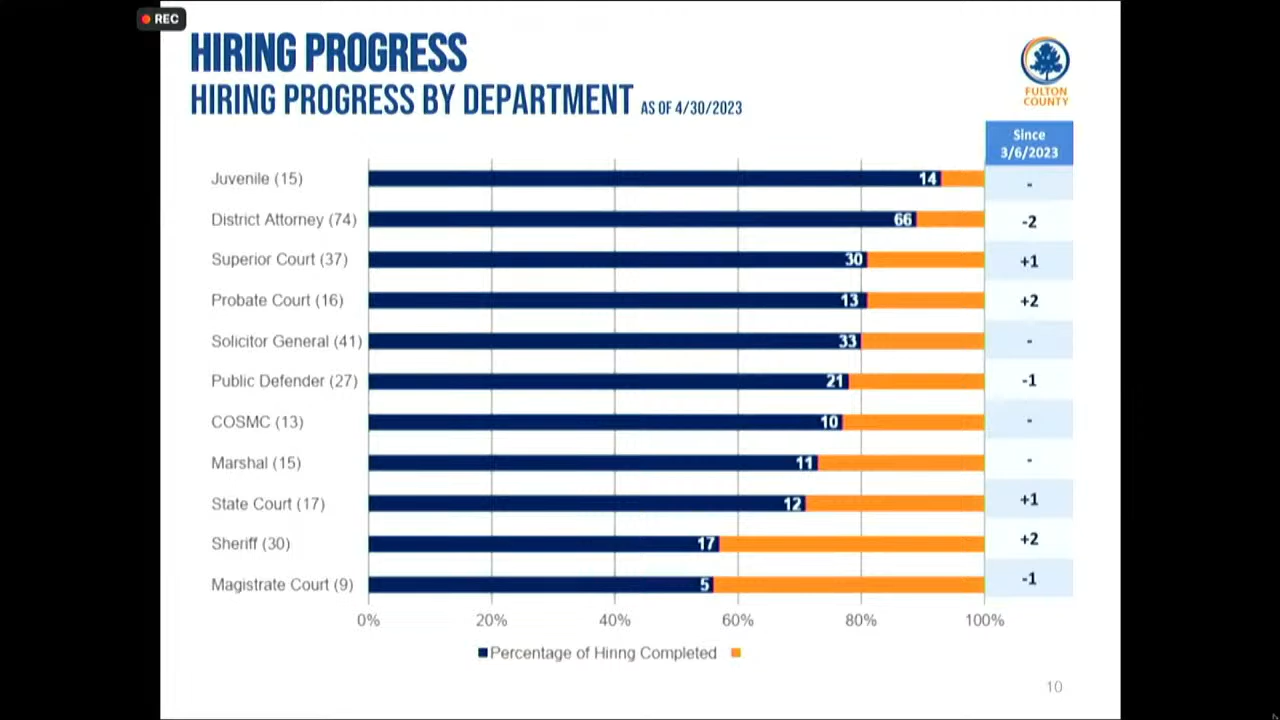 REC
HIRING PROGRESS
HIRING PROGRESS BY DEPARTMENT AS OF 4/30/2023
FULTON
COUNTY
Since
3/6/2023
Juvenile (15) 14 -
District Attorney (74) 66 -2
Superior Court (37) 30 +1
Probate Court (16) 13 +2
Solicitor General (41) 33 -
Public Defender (27) 21 -1
COSMC (13) 10 -
Marshal (15) 11 -
State Court (17) 12 +1
Sheriff (30) 17 +2
Magistrate Court (9) 5 -1
0% 20% 40% 60% 80% 100%
Percentage of Hiring Completed
10